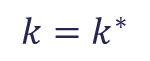 k = k*